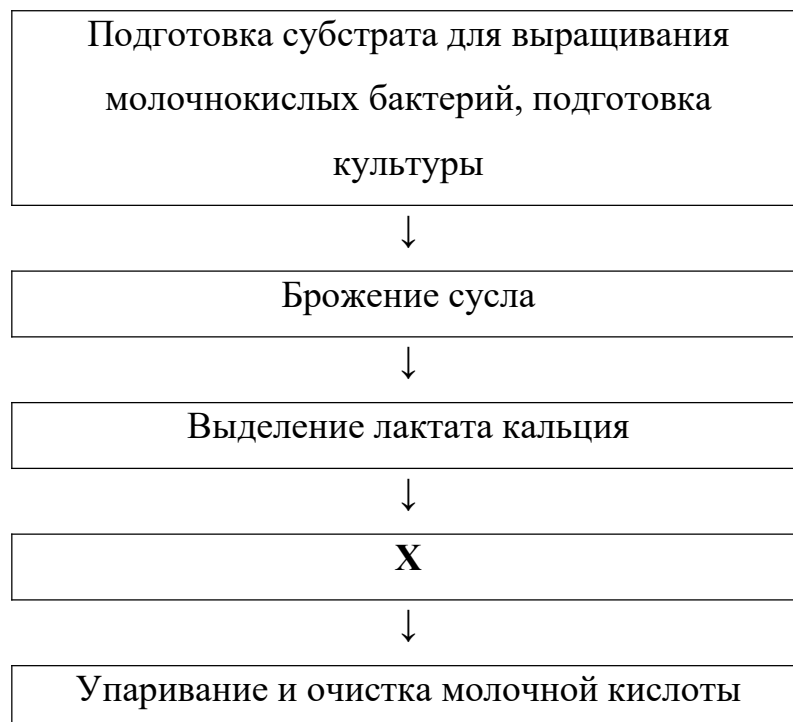 Подготовка субстрата для выращивания
молочнокислых бактерий, подготовка
культуры
↓
Брожение сусла
↓
Выделение лактата кальция
↓
X
↓
Упаривание и очистка молочной кислоты